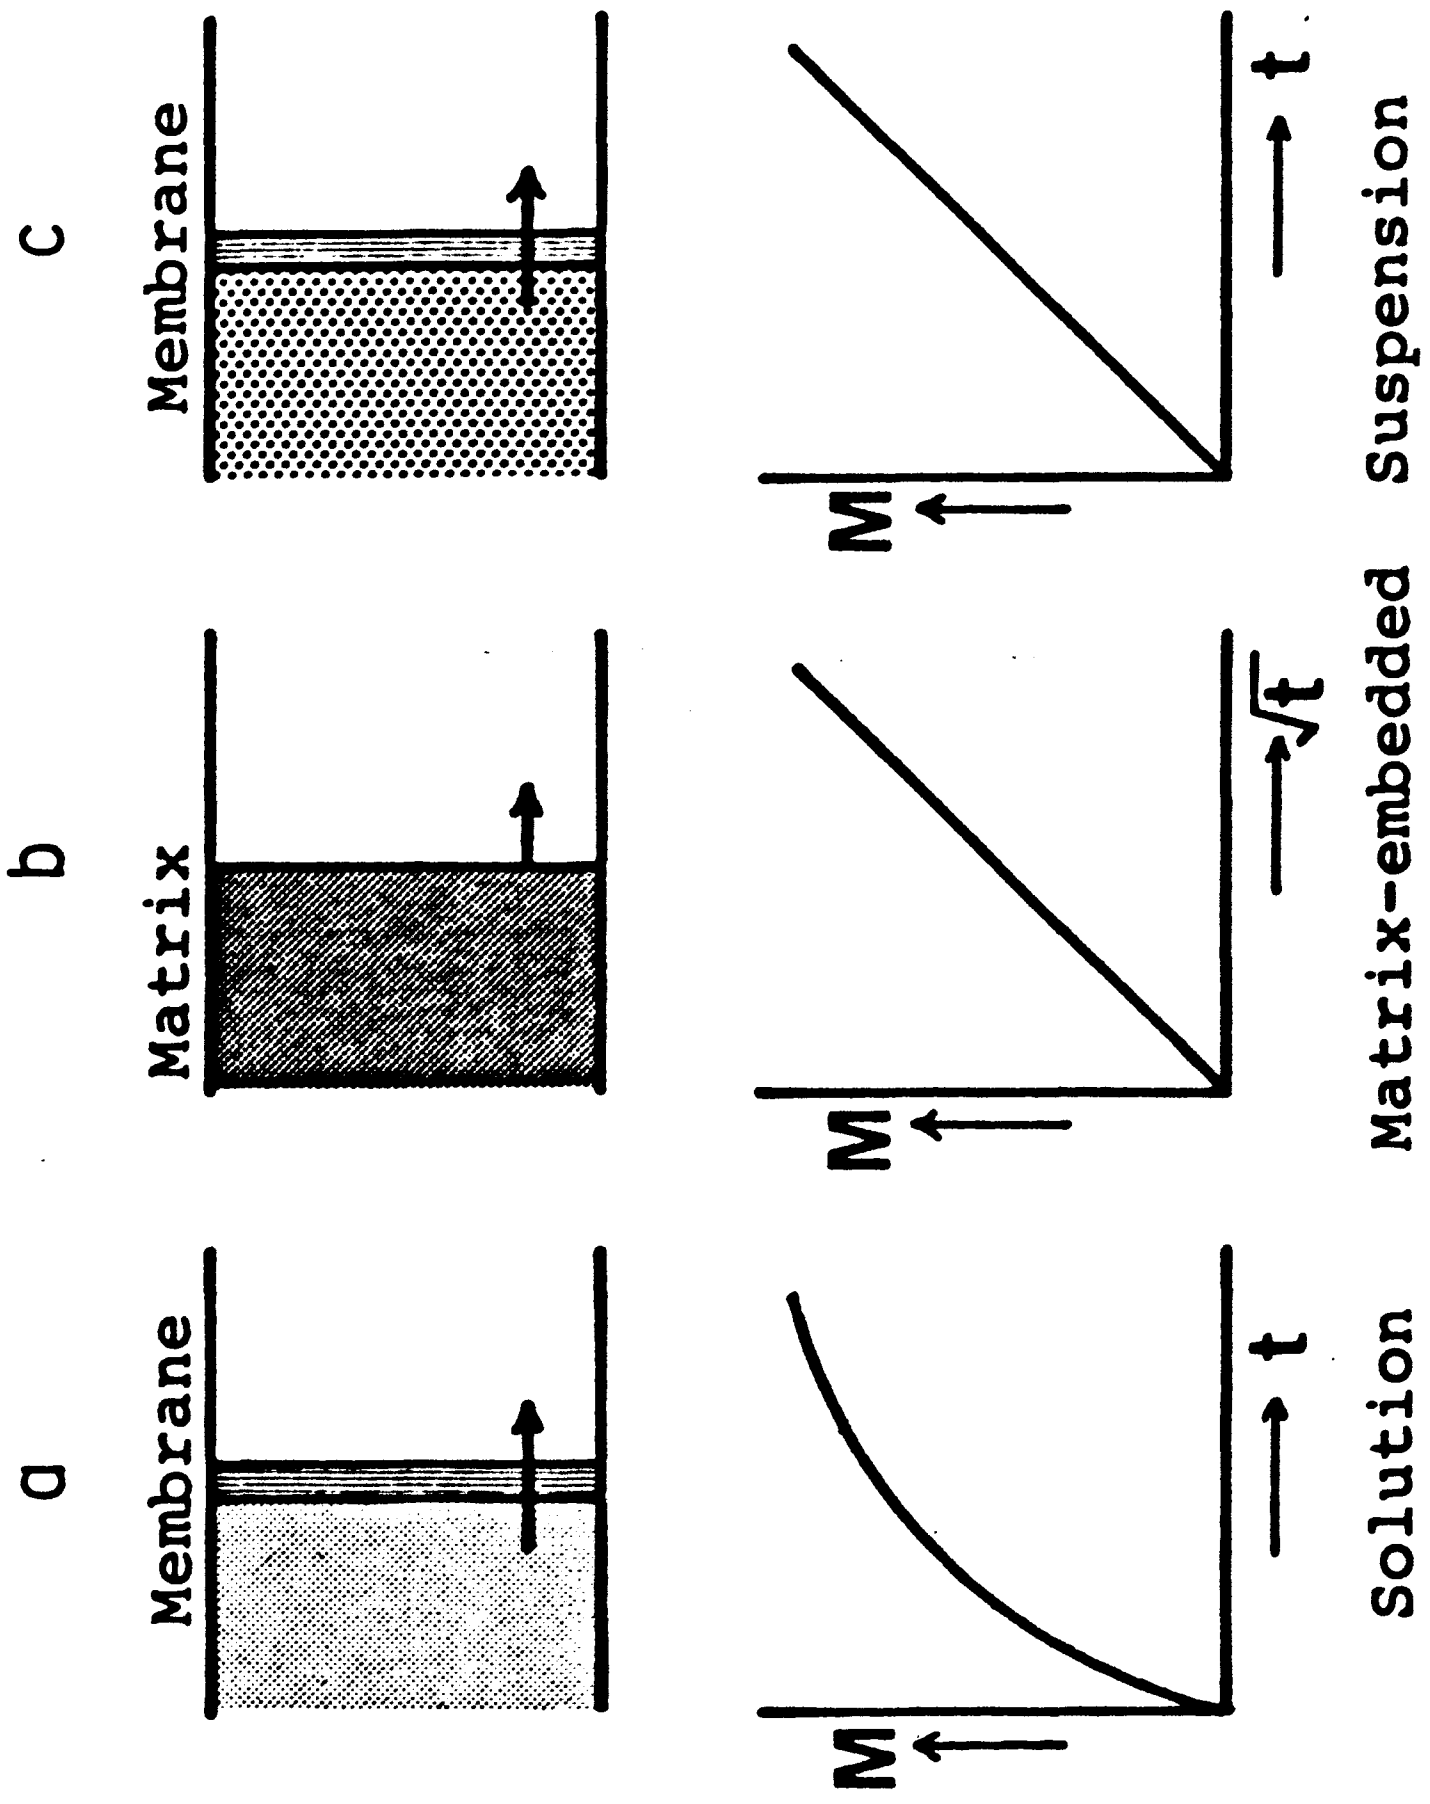 a
b
c
Membrane
Matrix
Membrane
M
M
M
t
√t
t
Solution
Matrix-embedded
Suspension